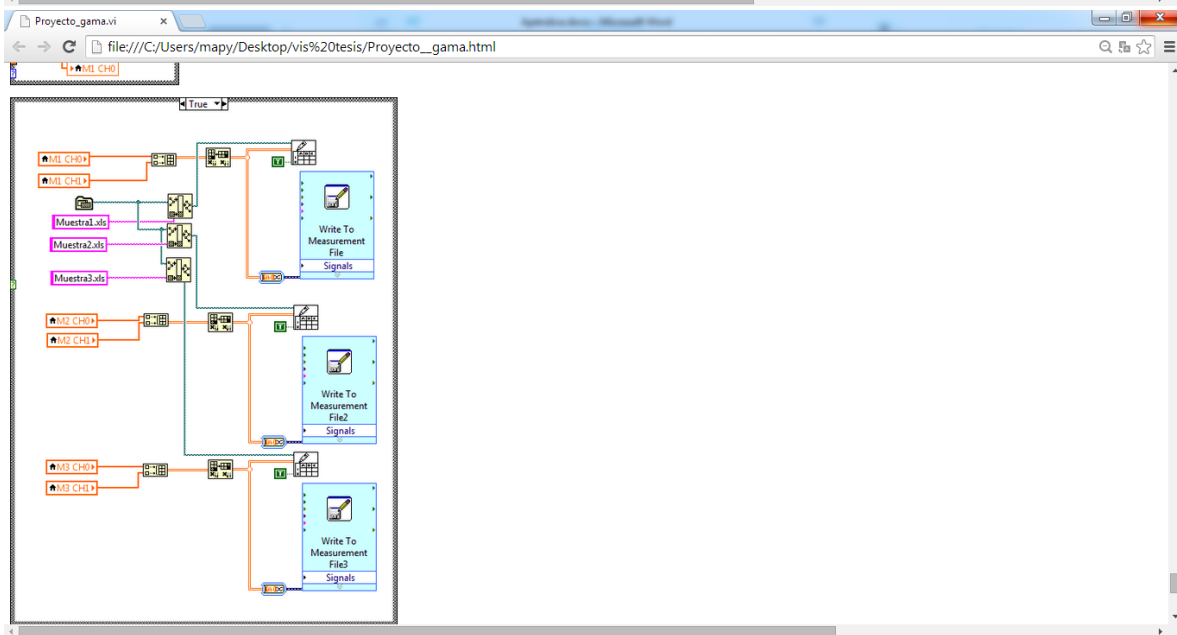 Proyecto_gama.vi
file:///C:/Users/mapy/Desktop/vis%20tesis/Proyecto__gama.html
M1 CH0
True
M1 CH0
T
M1 CH1
Muestra1.xls
Muestra2.xls
Write To
Measurement
File
Signals
Muestra3.xls
M2 CH0
T
M2 CH1
Write To
Measurement
File2
Signals
M3 CH0
T
M3 CH1
Write To
Measurement
File3
Signals